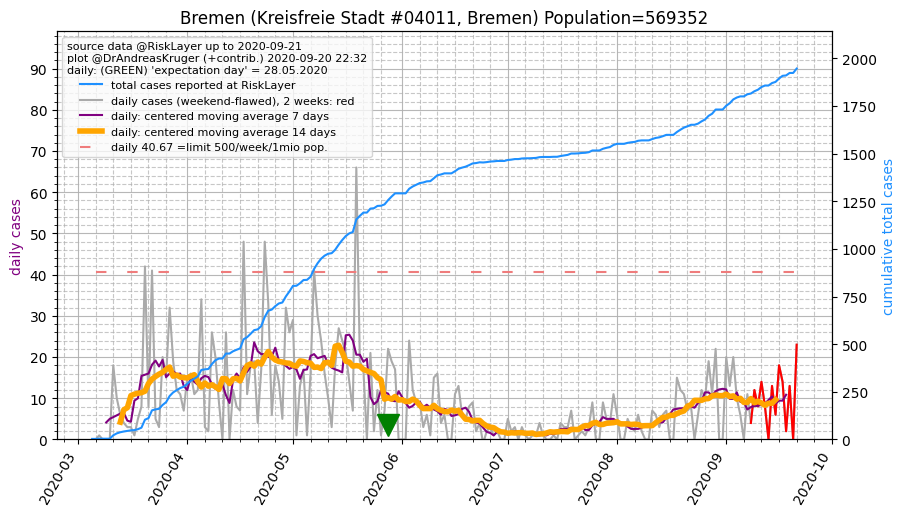 Bremen (Kreisfreie Stadt #04011, Bremen) Population=569352
source data @RiskLayer up to 2020-09-21
plot @DrAndreasKruger (+contrib.) 2020-09-20 22:32
daily: (GREEN) 'expectation day' = 28.05.2020
total cases reported at RiskLayer
daily cases (weekend-flawed), 2 weeks: red
daily: centered moving average 7 days
daily: centered moving average 14 days
daily 40.67 =limit 500/week/1mio pop.
daily cases
90
80
70
60
50
40
30
20
10
0
cumulative total cases
2000
1750
1500
1250
1000
750
500
250
0
2020-03
2020-04
2020-05
2020-06
2020-07
2020-08
2020-09
2020-10